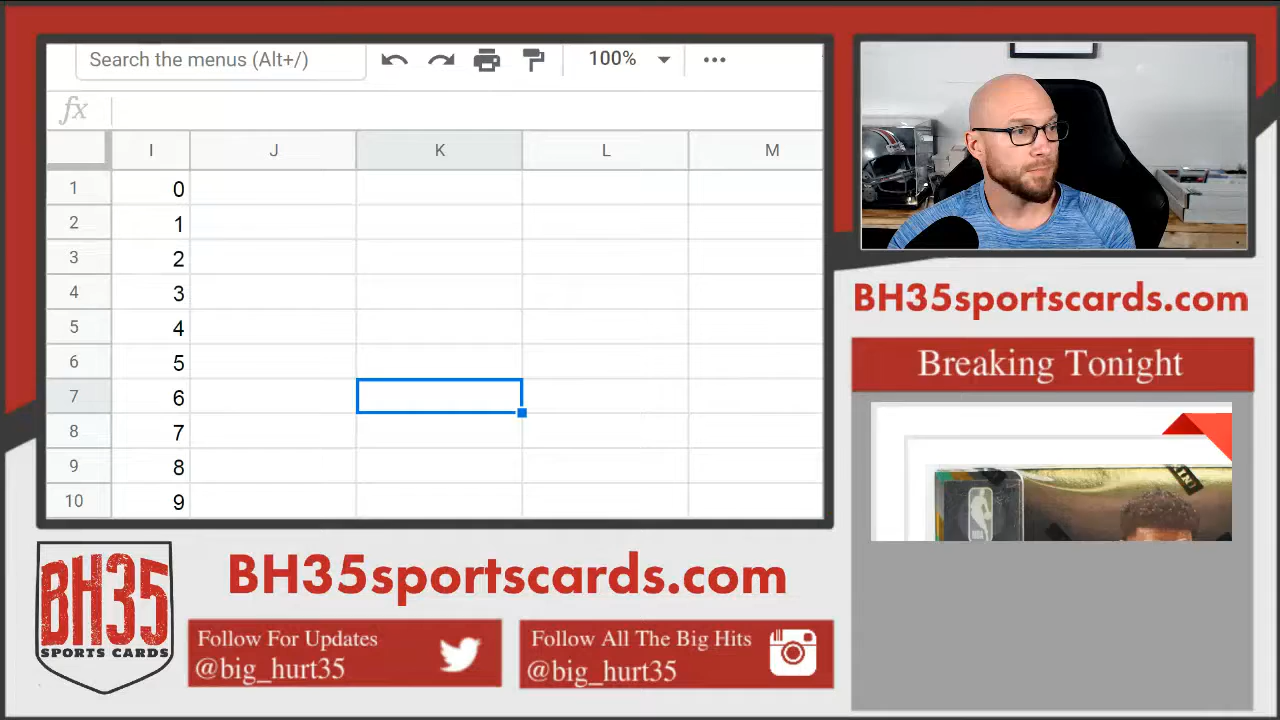 Search the menus (Alt+/)
100%
fx
I J K L M
1 0
2 1
3 2
4 3
5 4
6 5
7 6
8 7
9 8
10 9
BH35sportscards.com
Breaking Tonight
BH35
SPORTS CARDS
BH35sportscards.com
Follow For Updates
@big_hurt35
Follow All The Big Hits
@big_hurt35